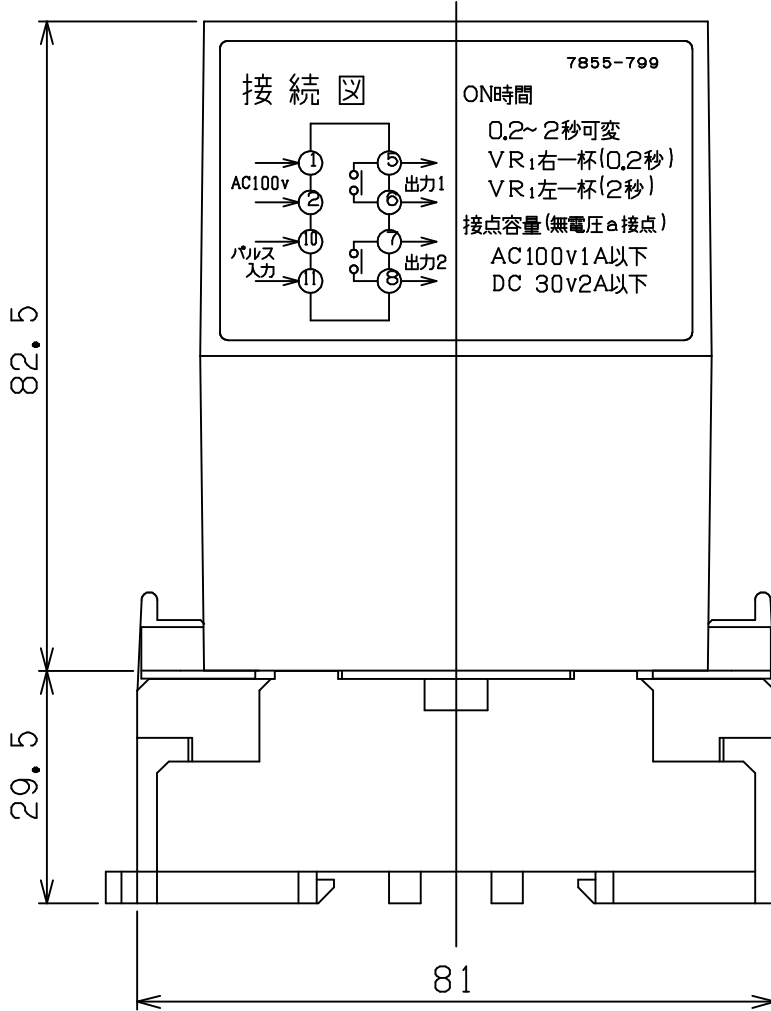 7855-799
接続図
1
2
10
11
5
6
7
8
AC100v
パルス
入力
出力1
出力2
ON時間
0.2~2秒可変
VR₁右一杯(0.2秒)
VR₁左一杯(2秒)
接点容量(無電圧a接点)
AC100v1A以下
DC 30v2A以下
82.5
29.5
81